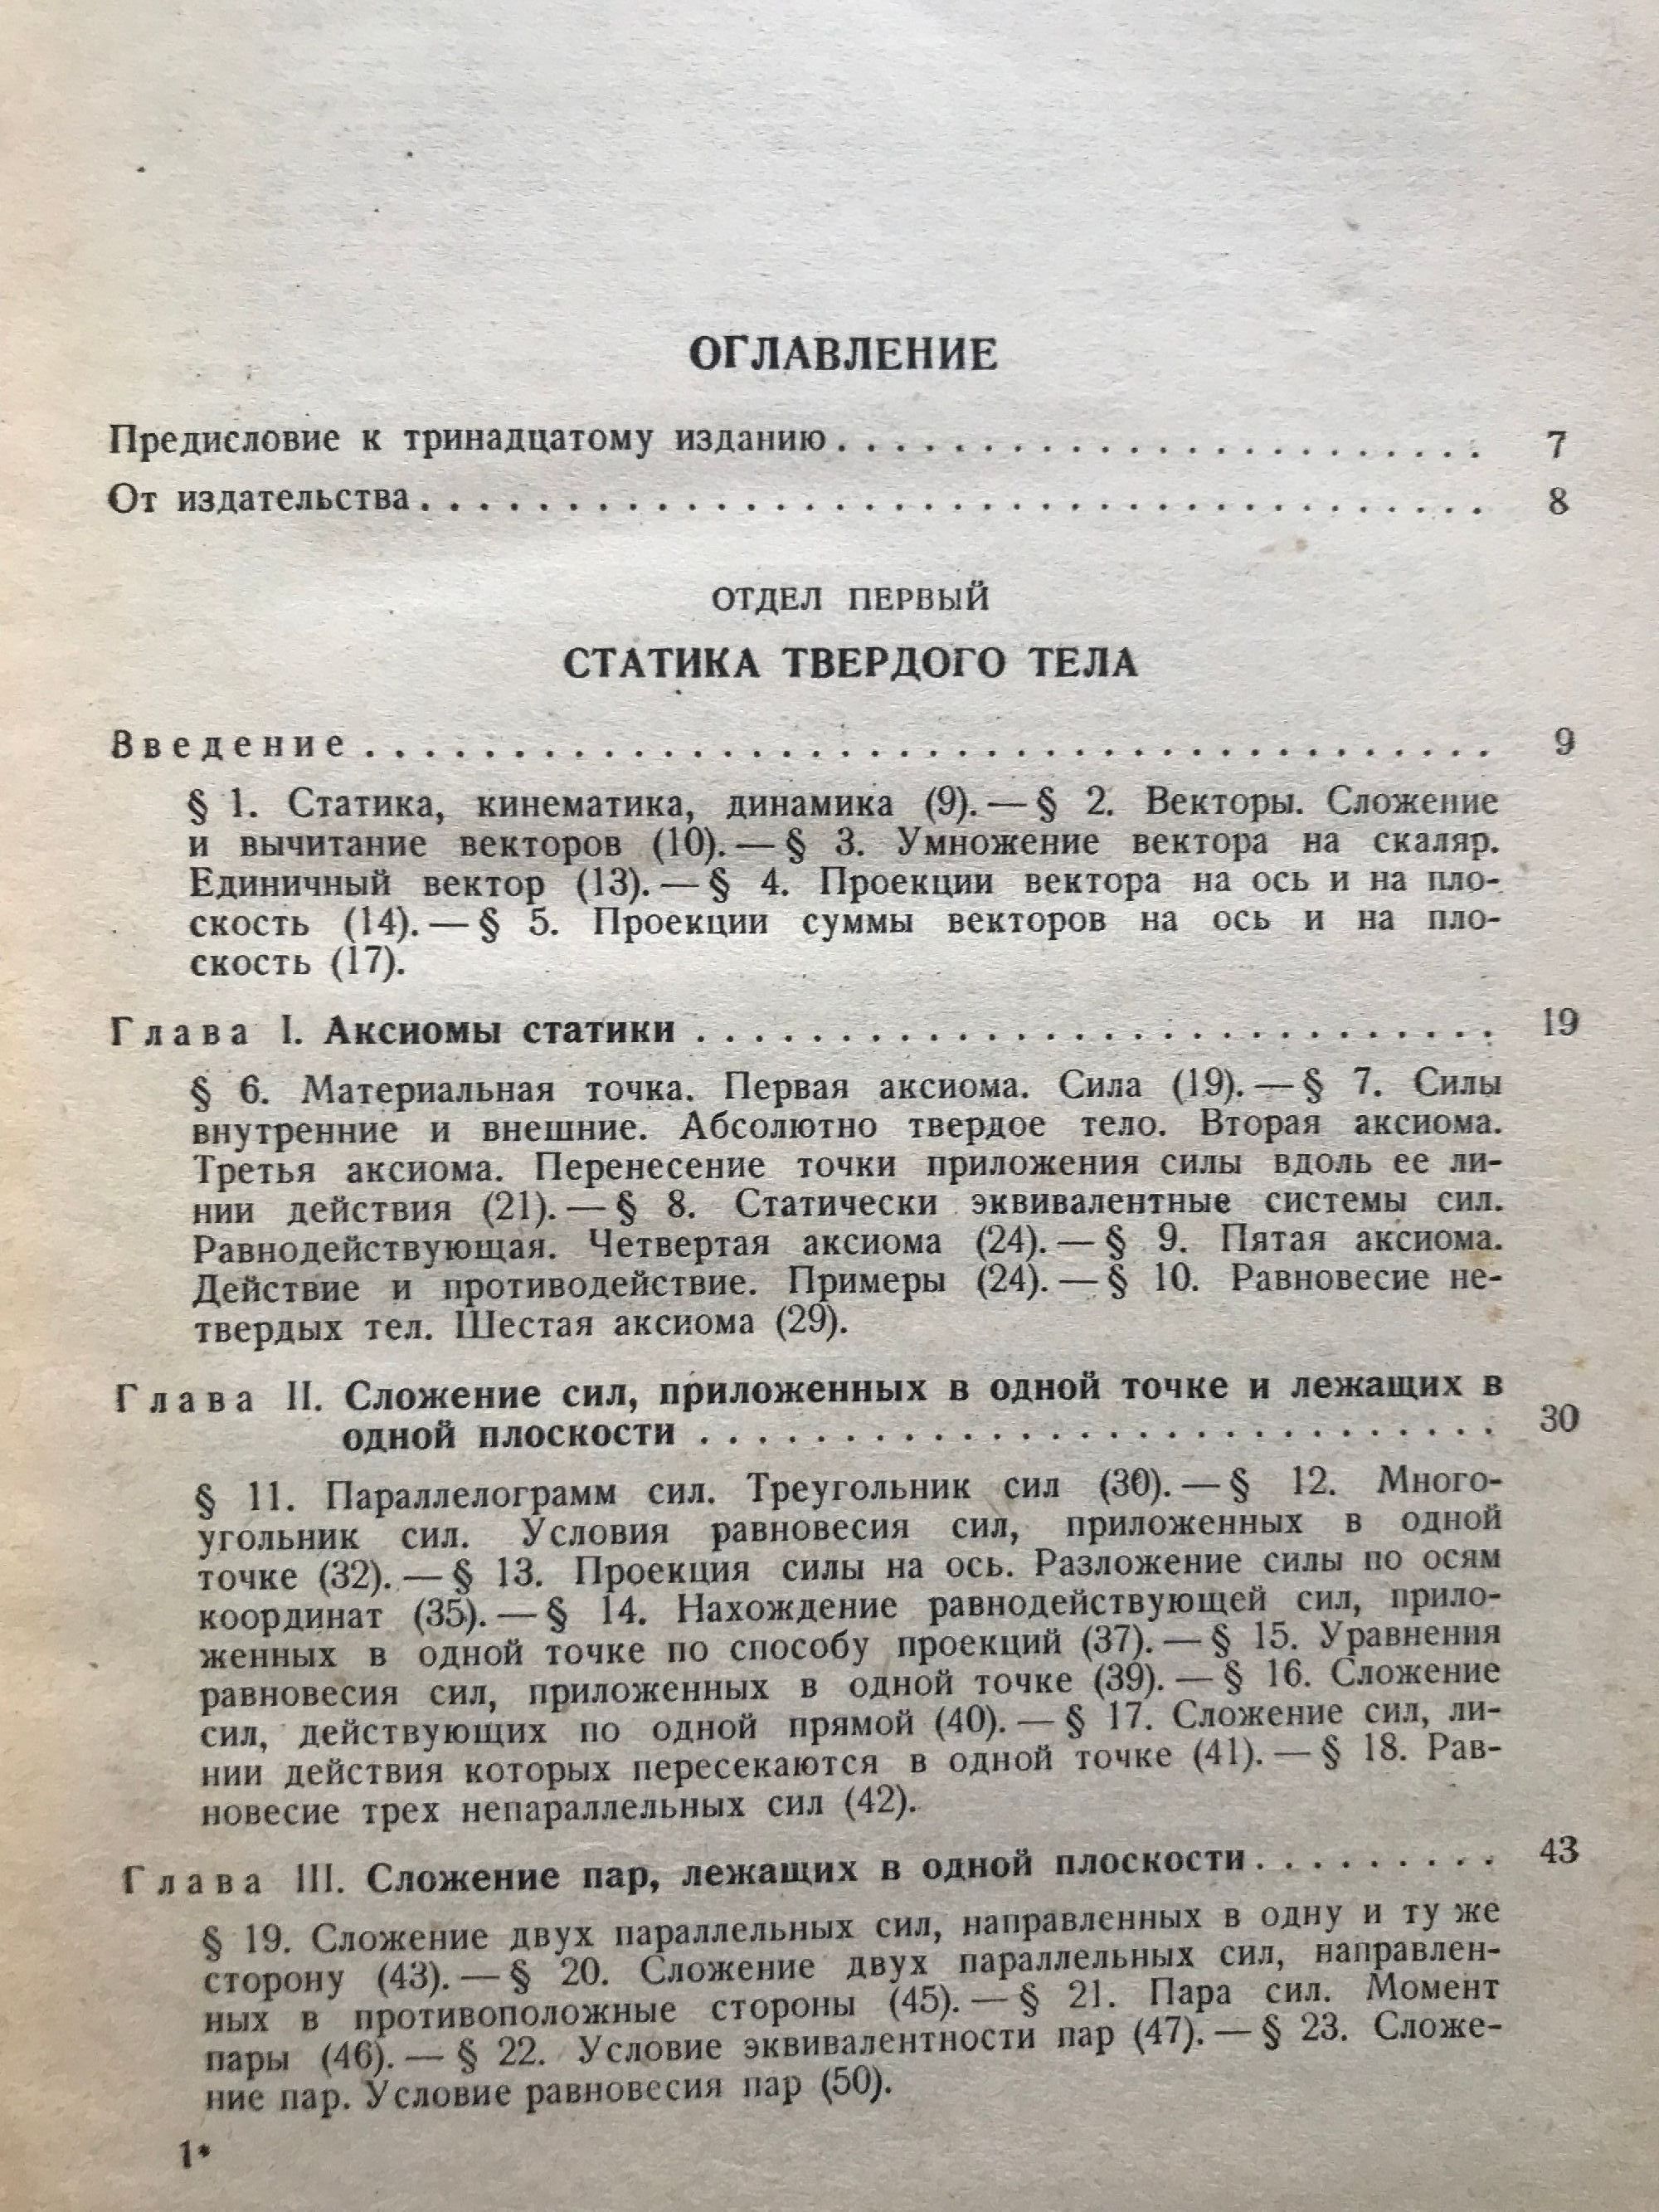 ОГЛАВЛЕНИЕ
Предисловие к тринадцатому изданию . . . . . . . . . . . . . . . . . . . . . . 7
От издательства . . . . . . . . . . . . . . . . . . . . . . . . . . . . . . . . . . . . 8
ОТДЕЛ ПЕРВЫЙ
СТАТИКА ТВЕРДОГО ТЕЛА
Введение . . . . . . . . . . . . . . . . . . . . . . . . . . . . . . . . . . . . . . 9
§ 1. Статика, кинематика, динамика (9). — § 2. Векторы. Сложение
и вычитание векторов (10). — § 3. Умножение вектора на скаляр.
Единичный вектор (13). — § 4. Проекции вектора на ось и на пло-
скость (14). — § 5. Проекции суммы векторов на ось и на пло-
скость (17).
Глава I. Аксиомы статики . . . . . . . . . . . . . . . . . . . . . . . . . . . 19
§ 6. Материальная точка. Первая аксиома. Сила (19). — § 7. Силы
внутренние и внешние. Абсолютно твердое тело. Вторая аксиома.
Третья аксиома. Перенесение точки приложения силы вдоль ее ли-
нии действия (21). — § 8. Статически эквивалентные системы сил.
Равнодействующая. Четвертая аксиома (24). — § 9. Пятая аксиома.
Действие и противодействие. Примеры (24). — § 10. Равновесие не-
твердых тел. Шестая аксиома (29).
Глава II. Сложение сил, приложенных в одной точке и лежащих в
одной плоскости . . . . . . . . . . . . . . . . . . . . . . . . . . . 30
§ 11. Параллелограмм сил. Треугольник сил (30). — § 12. Много-
угольник сил. Условия равновесия сил, приложенных в одной
точке (32). — § 13. Проекция силы на ось. Разложение силы по осям
координат (35). — § 14. Нахождение равнодействующей сил, прило-
женных в одной точке по способу проекций (37). — § 15. Уравнения
равновесия сил, приложенных в одной точке (39). — § 16. Сложение
сил, действующих по одной прямой (40). — § 17. Сложение сил, ли-
нии действия которых пересекаются в одной точке (41). — § 18. Рав-
новесие трех непараллельных сил (42).
Глава III. Сложение пар, лежащих в одной плоскости . . . . . . . . . 43
§ 19. Сложение двух параллельных сил, направленных в одну и ту же
сторону (43). — § 20. Сложение двух параллельных сил, направлен-
ных в противоположные стороны (45). — § 21. Пара сил. Момент
пары (46). — § 22. Условие эквивалентности пар (47). — § 23. Сложе-
ние пар. Условие равновесия пар (50).
1*